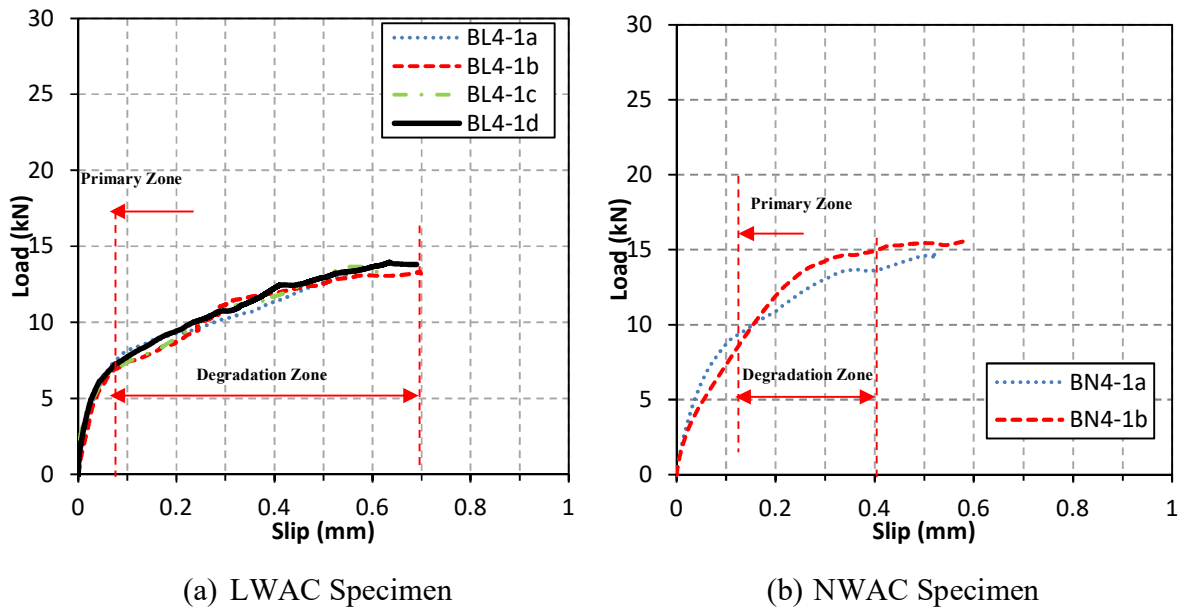 30
25
20
15
10
5
0
Load (kN)
BL4-1a
BL4-1b
BL4-1c
BL4-1d
Primary Zone
Degradation Zone
0 0.2 0.4 0.6 0.8 1
Slip (mm)
(a) LWAC Specimen
30
25
20
15
10
5
0
Load (kN)
Primary Zone
Degradation Zone
BN4-1a
BN4-1b
0 0.2 0.4 0.6 0.8 1
Slip (mm)
(b) NWAC Specimen